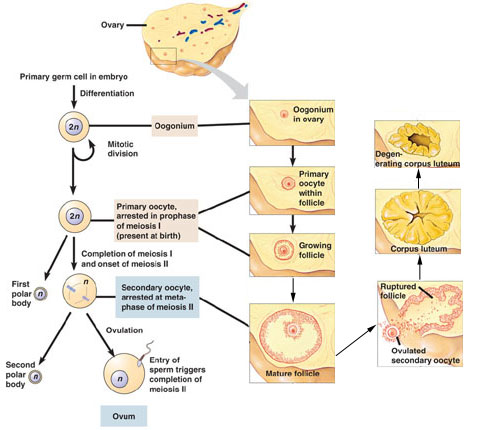 Ovary
Primary germ cell in embryo
Differentiation
2n
Oogonium
Oogonium
in ovary
Mitotic
division
Primary
oocyte
within
follicle
Primary oocyte,
arrested in prophase
of meiosis I
(present at birth)
2n
Growing
follicle
Completion of meiosis I
and onset of meiosis II
First
polar
body
n
n
Secondary oocyte,
arrested at meta-
phase of meiosis II
Mature follicle
Ovulation
Second
polar
body
n
n
Entry of
sperm triggers
completion of
meiosis II
Ovum
Degen-
erating corpus luteum
Corpus luteum
Ruptured
follicle
Ovulated
secondary oocyte